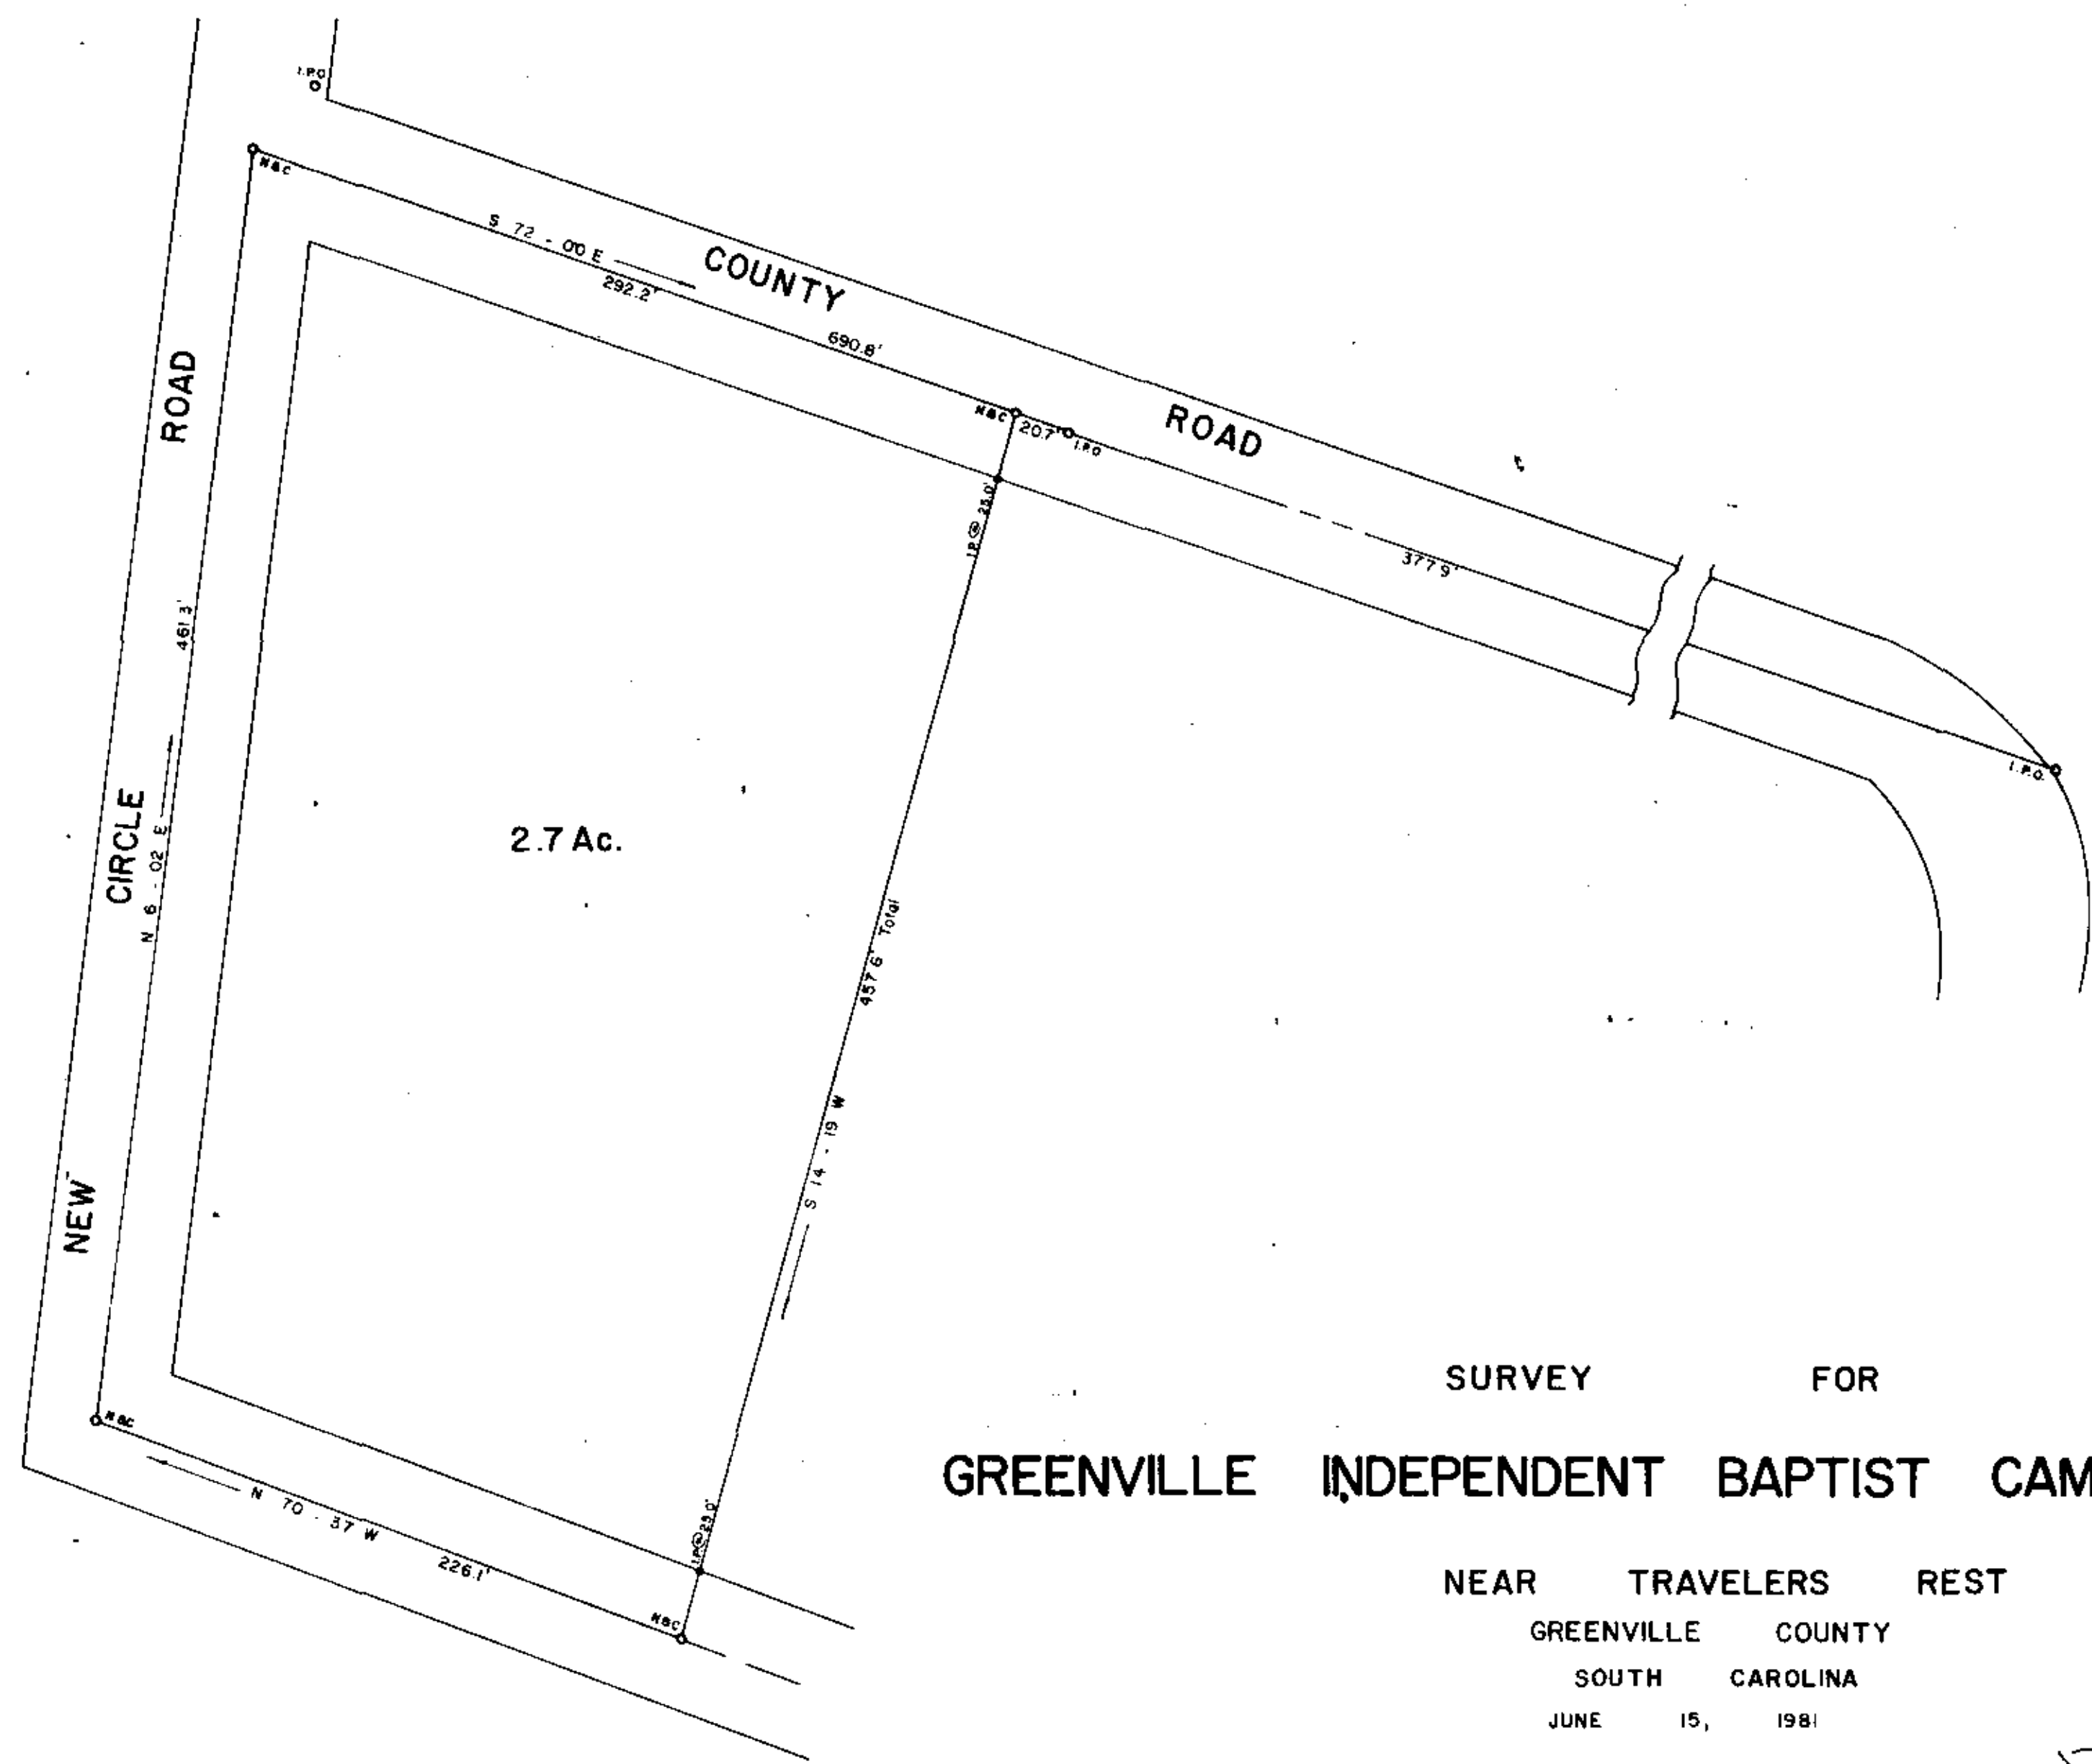 I.P.O
N&C
S 72 - 00 E
292.2'
COUNTY ROAD
690.8'
N&C
20.7'
I.P.O
I.P. @ 25.0'
377.9'
I.P.O.
NEW CIRCLE ROAD
461.3'
N 6 - 02 E
2.7 Ac.
457.6' Total
S 14 - 19 W
N&C
N 70 - 37 W
226.1'
I.P. @ 25.0'
N&C
SURVEY FOR
GREENVILLE INDEPENDENT BAPTIST CAM
NEAR TRAVELERS REST
GREENVILLE COUNTY
SOUTH CAROLINA
JUNE 15, 1981